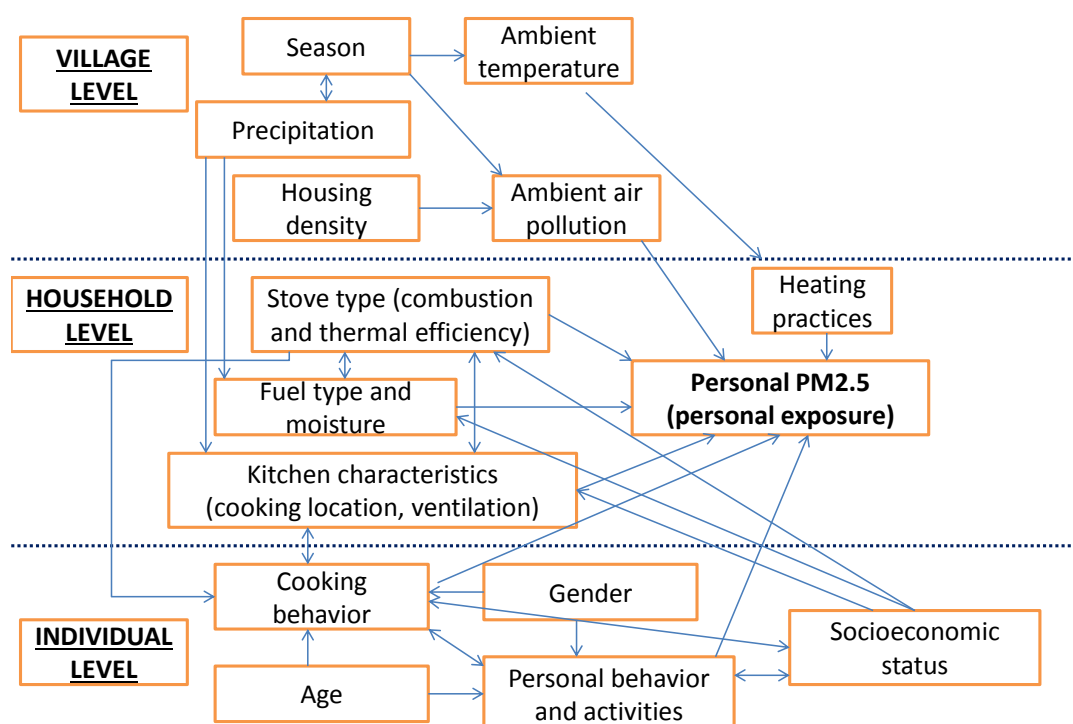 VILLAGE
LEVEL
Season
Ambient
temperature
Precipitation
Housing
density
Ambient air
pollution
HOUSEHOLD
LEVEL
Stove type (combustion
and thermal efficiency)
Heating
practices
Fuel type and
moisture
Personal PM2.5
(personal exposure)
Kitchen characteristics
(cooking location, ventilation)
INDIVIDUAL
LEVEL
Cooking
behavior
Gender
Socioeconomic
status
Age
Personal behavior
and activities